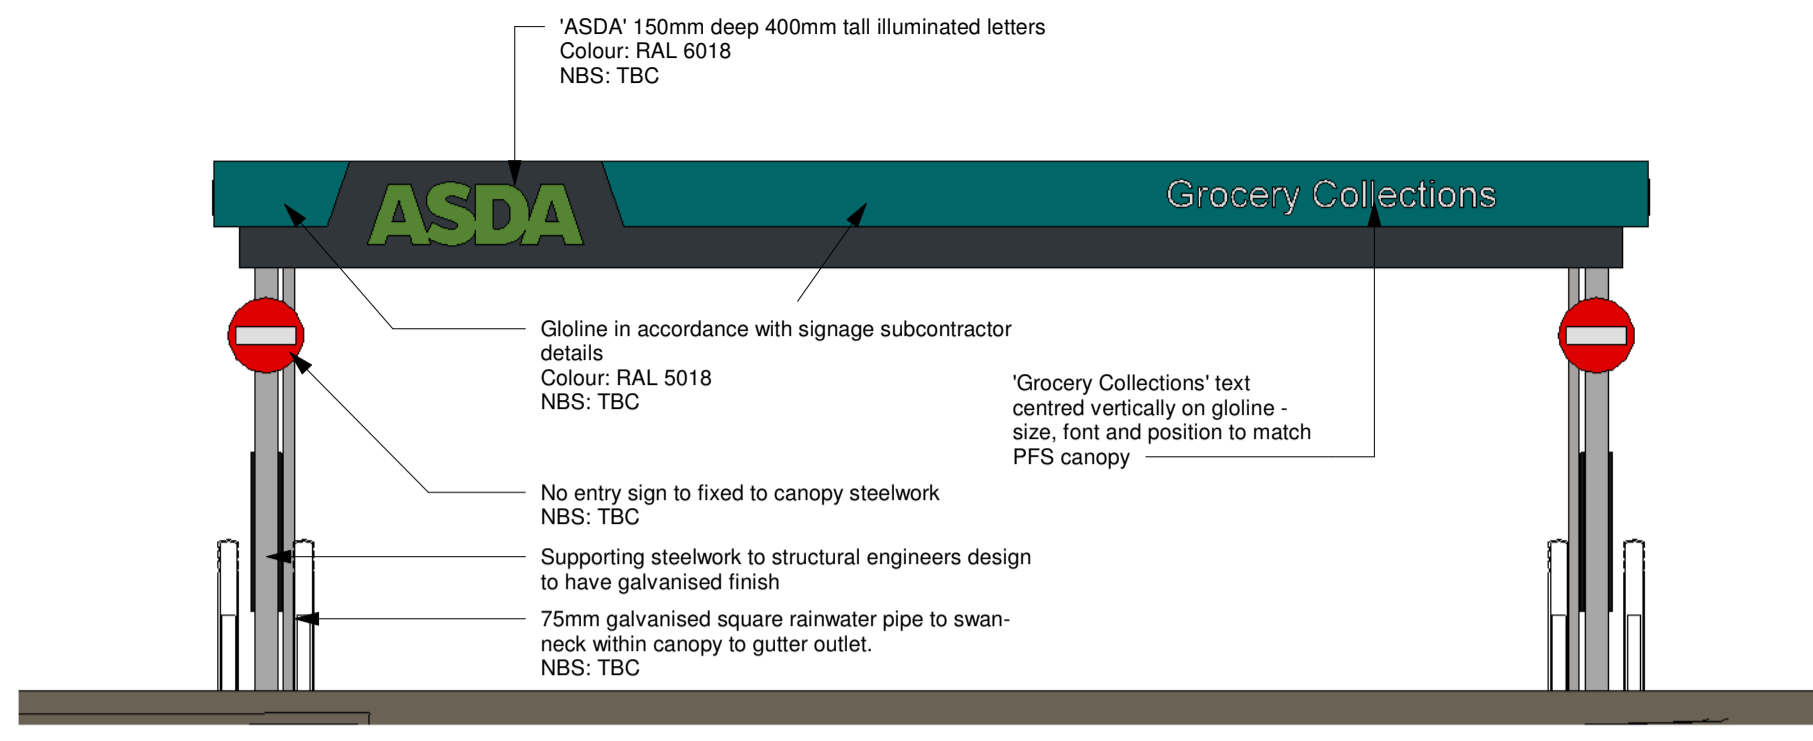 'ASDA' 150mm deep 400mm tall illuminated letters
Colour: RAL 6018
NBS: TBC
ASDA
Grocery Collections
Gloline in accordance with signage subcontractor
details
Colour: RAL 5018
NBS: TBC
'Grocery Collections' text
centred vertically on gloline -
size, font and position to match
PFS canopy
No entry sign to fixed to canopy steelwork
NBS: TBC
Supporting steelwork to structural engineers design
to have galvanised finish
75mm galvanised square rainwater pipe to swan-
neck within canopy to gutter outlet.
NBS: TBC